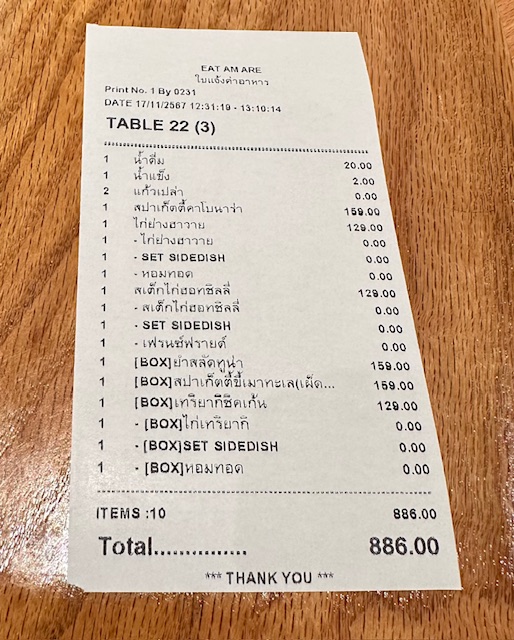 EAT AM ARE
ใบแจ้งค่าอาหาร
Print No. 1 By 0231
DATE 17/11/2567 12:31:19 - 13:10:14
TABLE 22 (3)
1 น้ำดื่ม 20.00
1 น้ำแข็ง 2.00
2 แก้วเปล่า 0.00
1 สปาเก็ตตี้คาโบนาร่า 159.00
1 ไก่ย่างฮาวาย 129.00
1 - ไก่ย่างฮาวาย 0.00
1 - SET SIDEDISH 0.00
1 - หอมทอด 0.00
1 สเต็กไก่ฮอทชิลลี่ 129.00
1 - สเต็กไก่ฮอทชิลลี่ 0.00
1 - SET SIDEDISH 0.00
1 - เฟรนช์ฟรายด์ 0.00
1 [BOX]ยำสลัดทูน่า 159.00
1 [BOX]สปาเก็ตตี้ขี้เมาทะเล(เผ็ด... 159.00
1 [BOX]เทริยากิชิคเก้น 129.00
1 - [BOX]ไก่เทริยากิ 0.00
1 - [BOX]SET SIDEDISH 0.00
1 - [BOX]หอมทอด 0.00
ITEMS :10 886.00
Total............... 886.00
*** THANK YOU ***